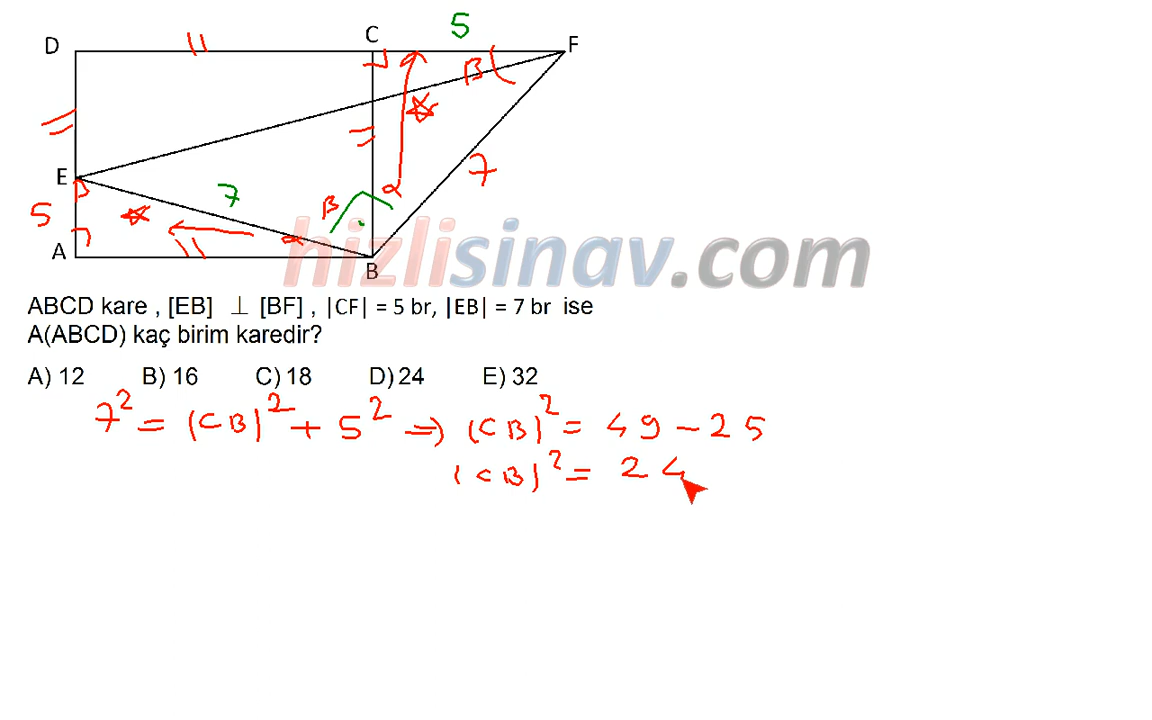 D
C
5
F
B
7
E
5
7
B
α
α
A
B
hizlisinav.com
ABCD kare , [EB] ⊥ [BF] , |CF| = 5 br, |EB| = 7 br ise
A(ABCD) kaç birim karedir?
A) 12 B) 16 C) 18 D) 24 E) 32
7² = |CB|² + 5² ⇒ |CB|² = 49 - 25
|CB|² = 24